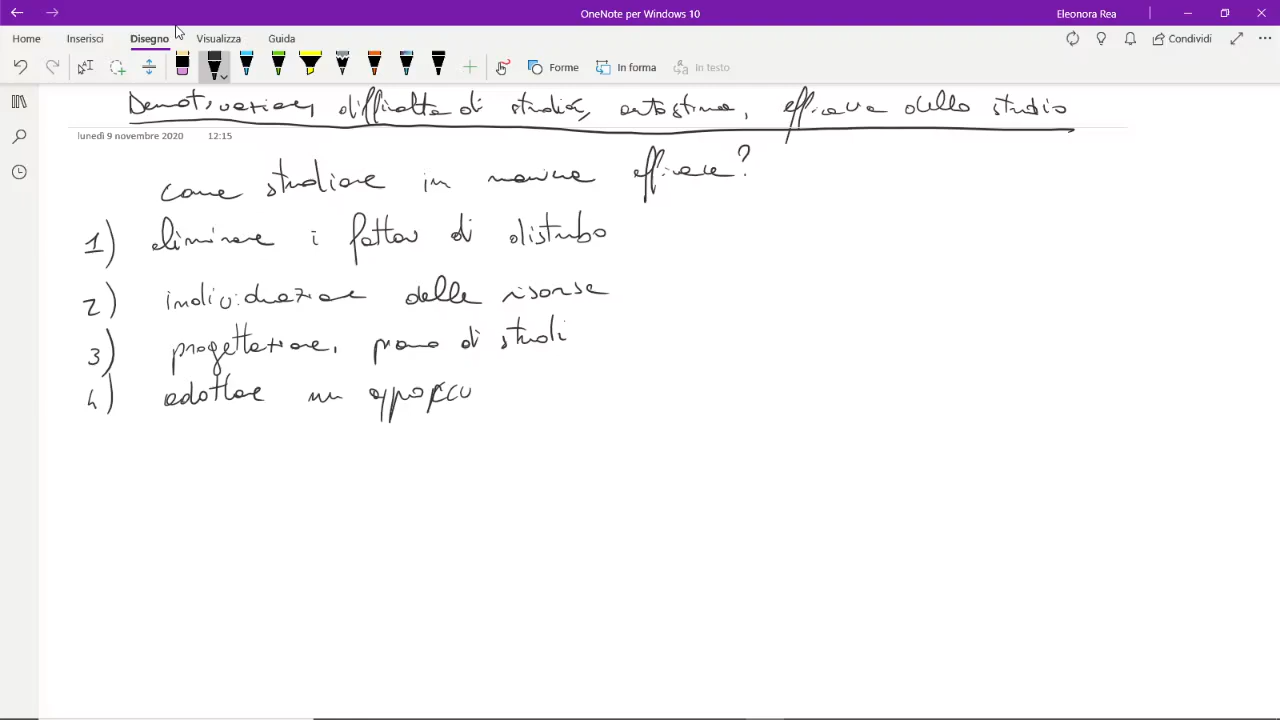 OneNote per Windows 10
Eleonora Rea
Home Inserisci Disegno Visualizza Guida
Condividi
Forme In forma In testo
Demotivazione, difficoltà di studio, autostima, efficacia dello studio
lunedì 9 novembre 2020 12:15
come studiare in maniera efficace?
1) eliminare i fattori di disturbo
2) individuazione delle risorse
3) progettazione, piano di studi
4) adottare un